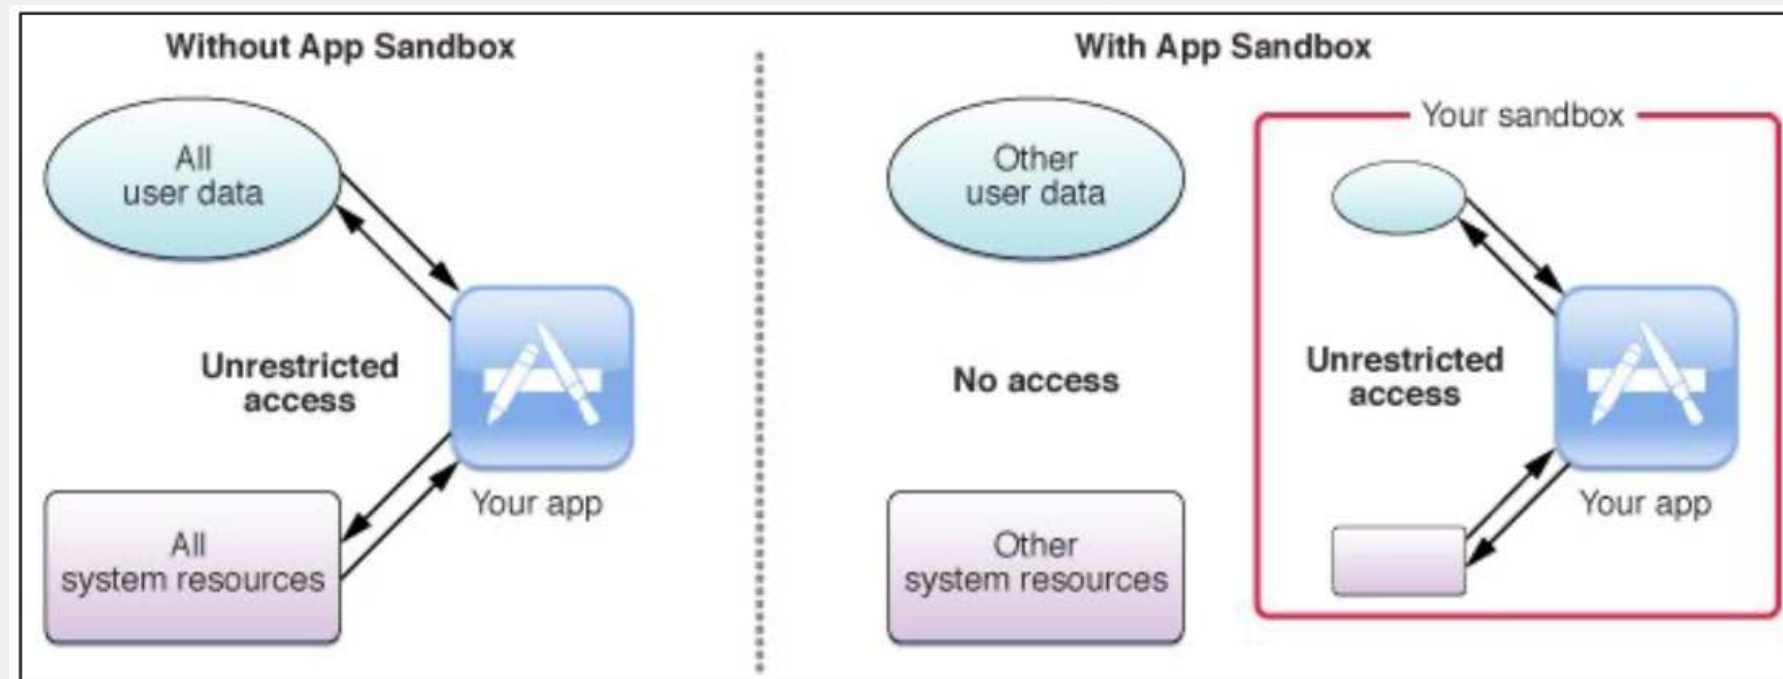 Without App Sandbox
All
user data
Unrestricted
access
Your app
All
system resources
With App Sandbox
Other
user data
No access
Other
system resources
Your sandbox
Unrestricted
access
Your app